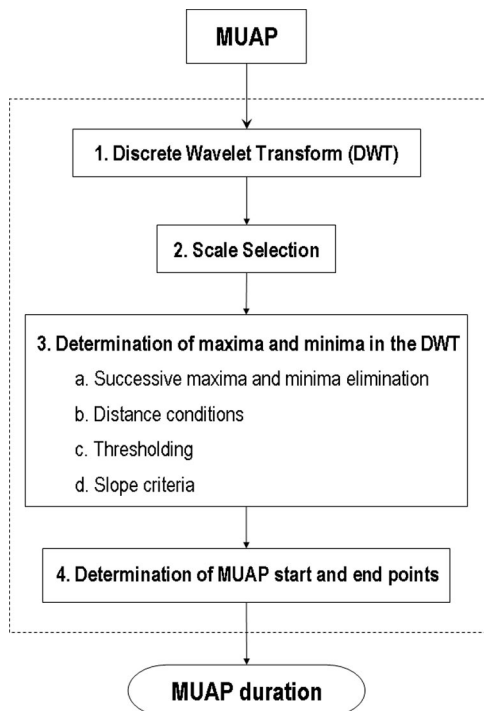 MUAP
1. Discrete Wavelet Transform (DWT)
2. Scale Selection
3. Determination of maxima and minima in the DWT
a. Successive maxima and minima elimination
b. Distance conditions
c. Thresholding
d. Slope criteria
4. Determination of MUAP start and end points
MUAP duration